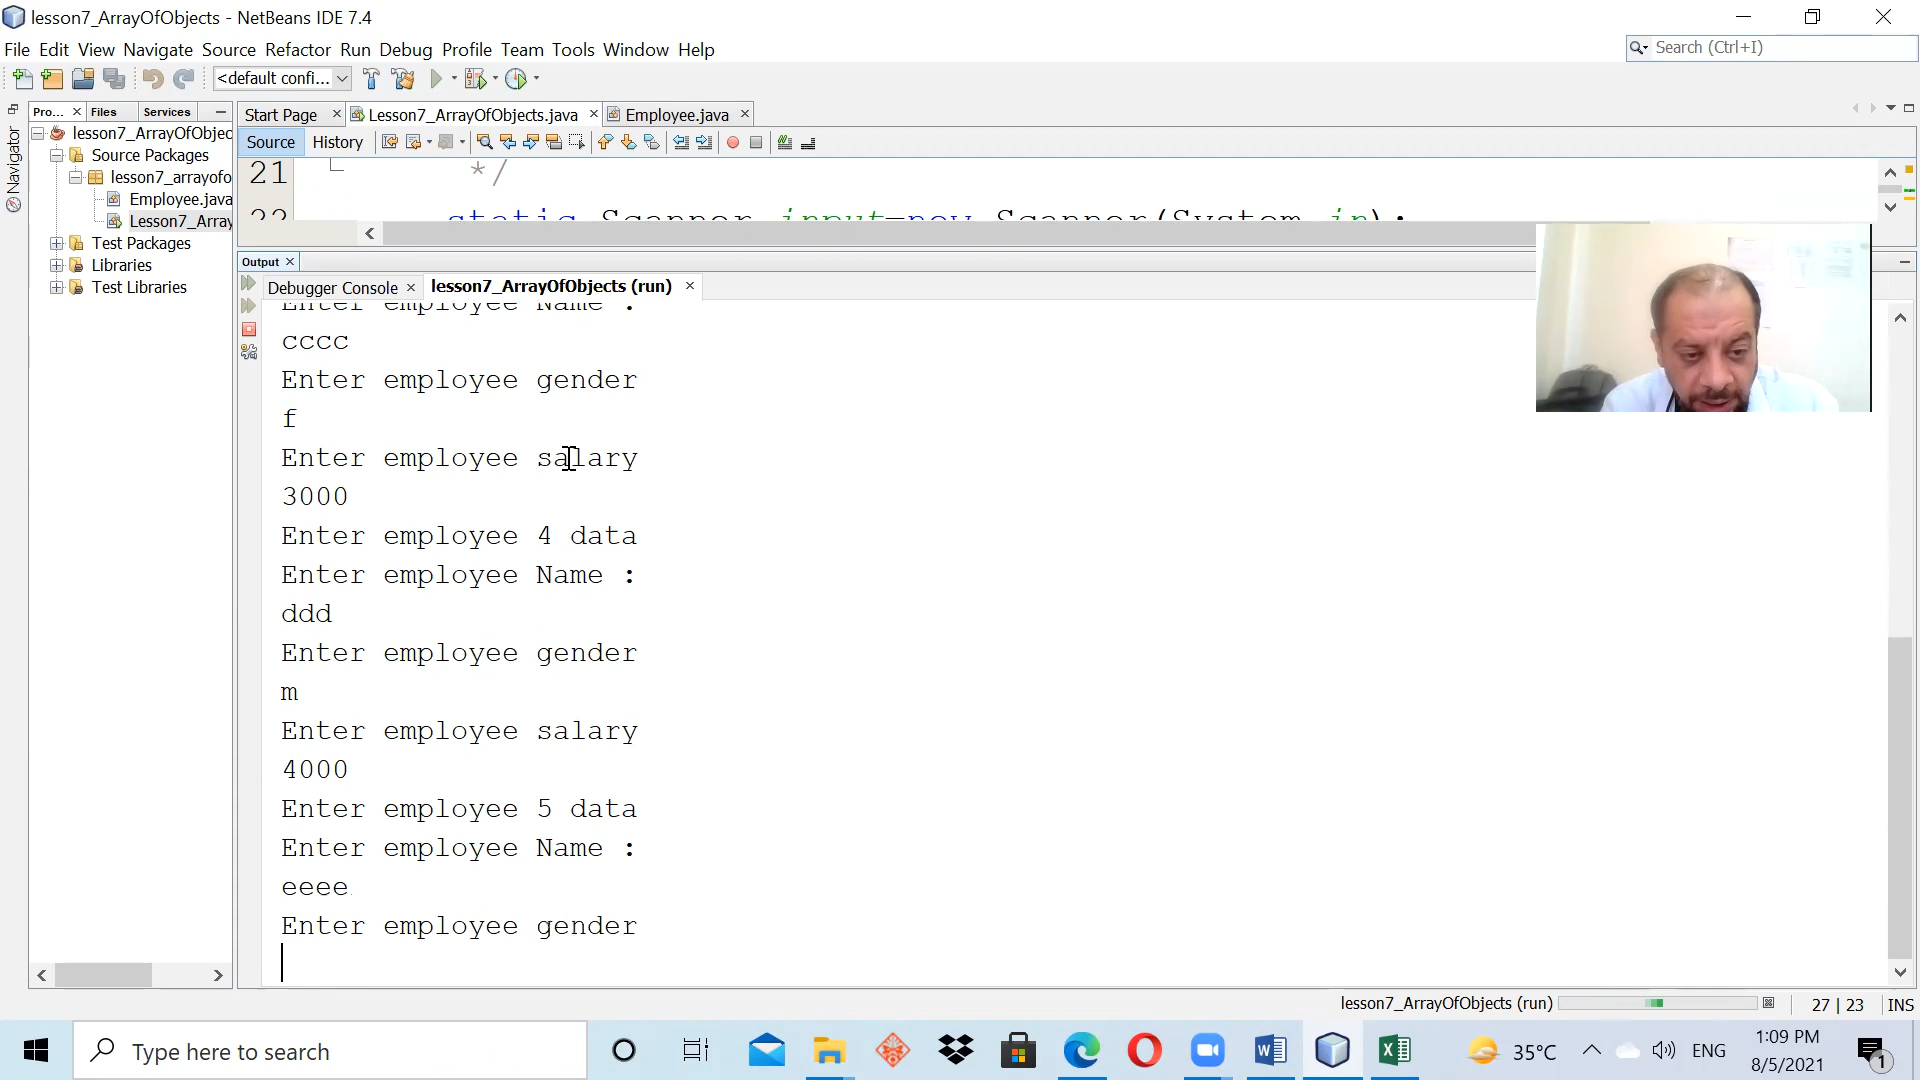 lesson7_ArrayOfObjects - NetBeans IDE 7.4
File Edit View Navigate Source Refactor Run Debug Profile Team Tools Window Help
Search (Ctrl+I)
<default confi...
Pro... Files Services
Start Page Lesson7_ArrayOfObjects.java Employee.java
Navigator
lesson7_ArrayOfObjec
Source Packages
lesson7_arrayofo
Employee.java
Lesson7_Array
Test Packages
Libraries
Test Libraries
Source History
21 */
22 static Scanner input=new Scanner(System.in);
Output
Debugger Console lesson7_ArrayOfObjects (run)
Enter employee Name :
cccc
Enter employee gender
f
Enter employee salary
3000
Enter employee 4 data
Enter employee Name :
ddd
Enter employee gender
m
Enter employee salary
4000
Enter employee 5 data
Enter employee Name :
eeee
Enter employee gender
lesson7_ArrayOfObjects (run) 27 | 23 INS
Type here to search
35°C ENG 1:09 PM
8/5/2021
1